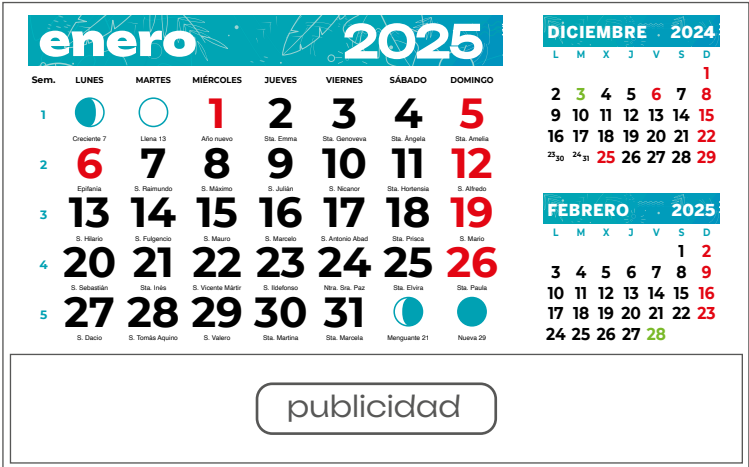 enero 2025
Sem. LUNES MARTES MIÉRCOLES JUEVES VIERNES SÁBADO DOMINGO
1 1 2 3 4 5
Creciente 7 Llena 13 Año nuevo Sta. Emma Sta. Genoveva Sta. Ángela Sta. Amelia
2 6 7 8 9 10 11 12
Epifanía S. Raimundo S. Máximo S. Julián S. Nicanor Sta. Hortensia S. Alfredo
3 13 14 15 16 17 18 19
S. Hilario S. Fulgencio S. Mauro S. Marcelo S. Antonio Abad Sta. Prisca S. Mario
4 20 21 22 23 24 25 26
S. Sebastián Sta. Inés S. Vicente Mártir S. Ildefonso Ntra. Sra. Paz Sta. Elvira Sta. Paula
5 27 28 29 30 31
S. Dacio S. Tomás Aquino S. Valero Sta. Martina Sta. Marcela Menguante 21 Nueva 29
DICIEMBRE 2024
L M X J V S D
1
2 3 4 5 6 7 8
9 10 11 12 13 14 15
16 17 18 19 20 21 22
23 30 24 31 25 26 27 28 29
FEBRERO 2025
L M X J V S D
1 2
3 4 5 6 7 8 9
10 11 12 13 14 15 16
17 18 19 20 21 22 23
24 25 26 27 28
publicidad